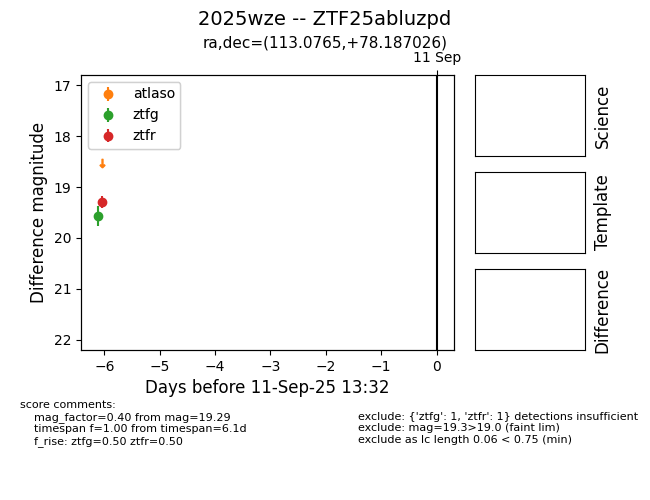 2025wze -- ZTF25abluzpd
ra,dec=(113.0765,+78.187026)
11 Sep
atlaso
ztfg
ztfr
17
18
19
20
21
22
Difference magnitude
−6
−5
−4
−3
−2
−1
0
Days before 11-Sep-25 13:32
Science
Template
Difference
score comments:
mag_factor=0.40 from mag=19.29
timespan f=1.00 from timespan=6.1d
f_rise: ztfg=0.50 ztfr=0.50
exclude: {'ztfg': 1, 'ztfr': 1} detections insufficient
exclude: mag=19.3>19.0 (faint lim)
exclude as lc length 0.06 < 0.75 (min)